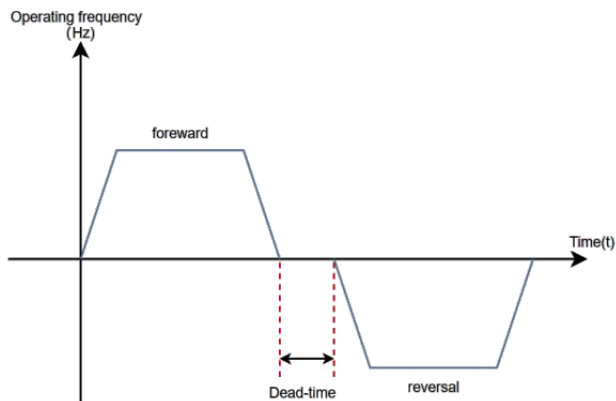 Operating frequency
(Hz)
foreward
Time(t)
Dead-time
reversal